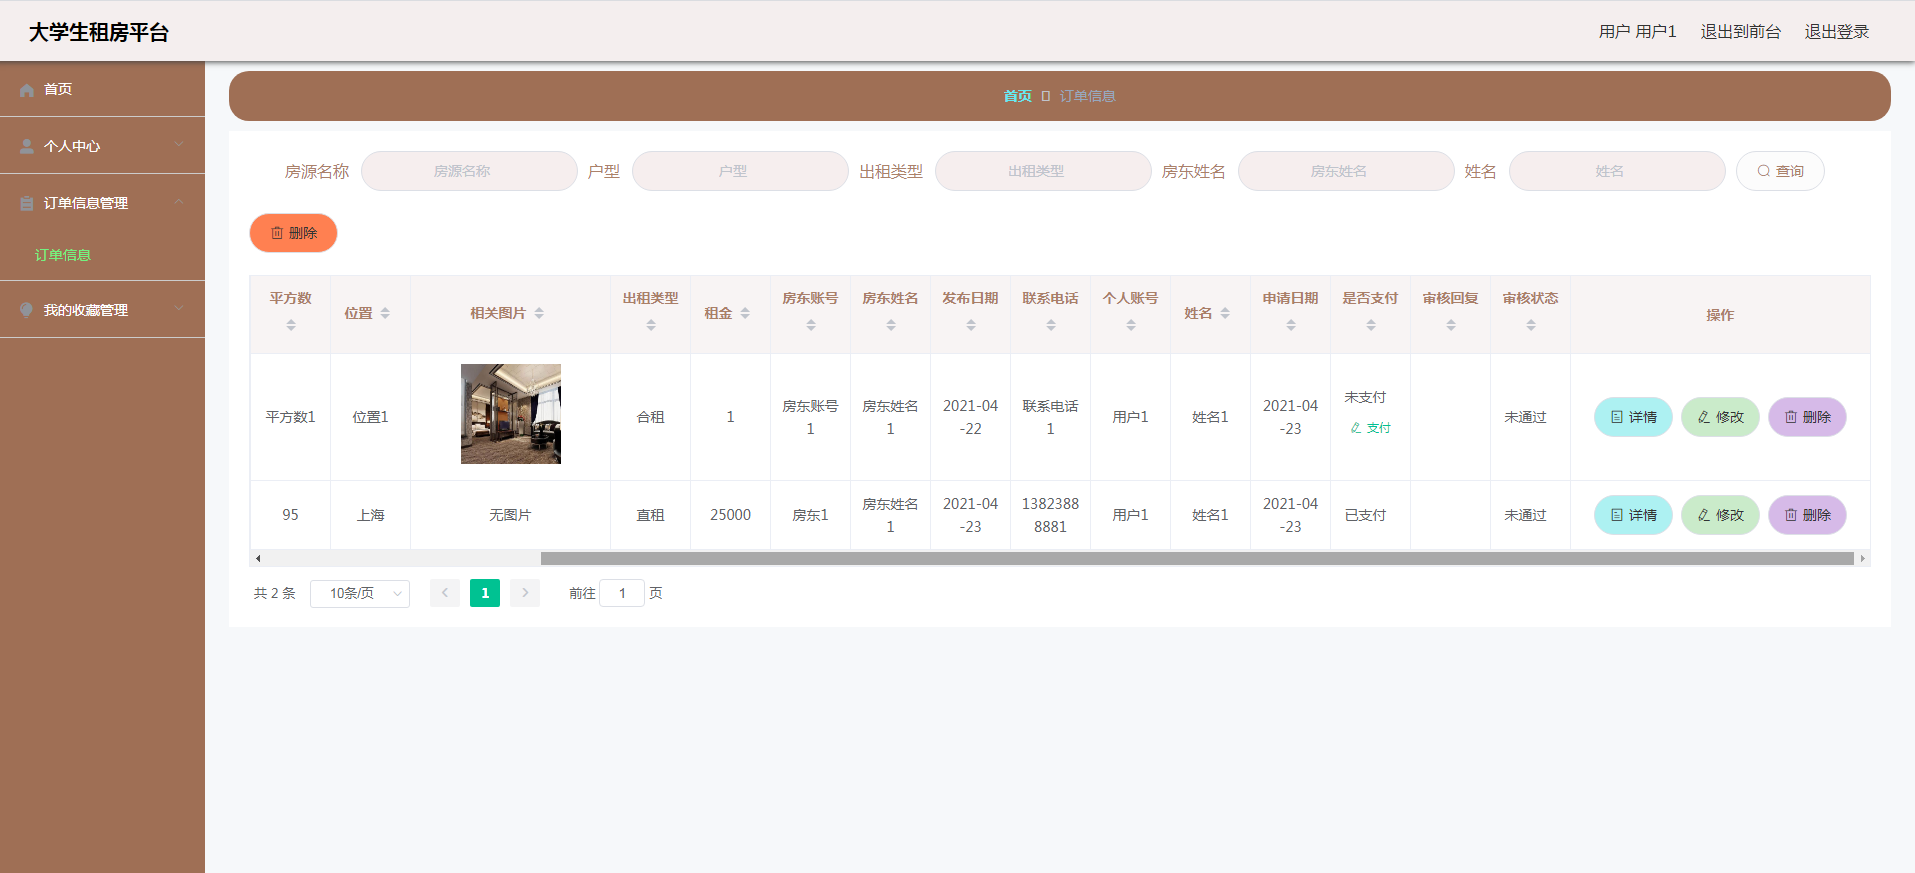 大学生租房平台
用户 用户1 退出到前台 退出登录
首页
个人中心
订单信息管理
订单信息
我的收藏管理
首页 订单信息
房源名称 房源名称 户型 户型 出租类型 出租类型 房东姓名 房东姓名 姓名 姓名 查询
删除
平方数 位置 相关图片 出租类型 租金 房东账号 房东姓名 发布日期 联系电话 个人账号 姓名 申请日期 是否支付 审核回复 审核状态 操作
平方数1 位置1 合租 1 房东账号1 房东姓名1 2021-04-22 联系电话1 用户1 姓名1 2021-04-23 未支付 支付 未通过 详情 修改 删除
95 上海 无图片 直租 25000 房东1 房东姓名1 2021-04-23 13823888881 用户1 姓名1 2021-04-23 已支付 未通过 详情 修改 删除
共 2 条 10条/页 1 前往 1 页